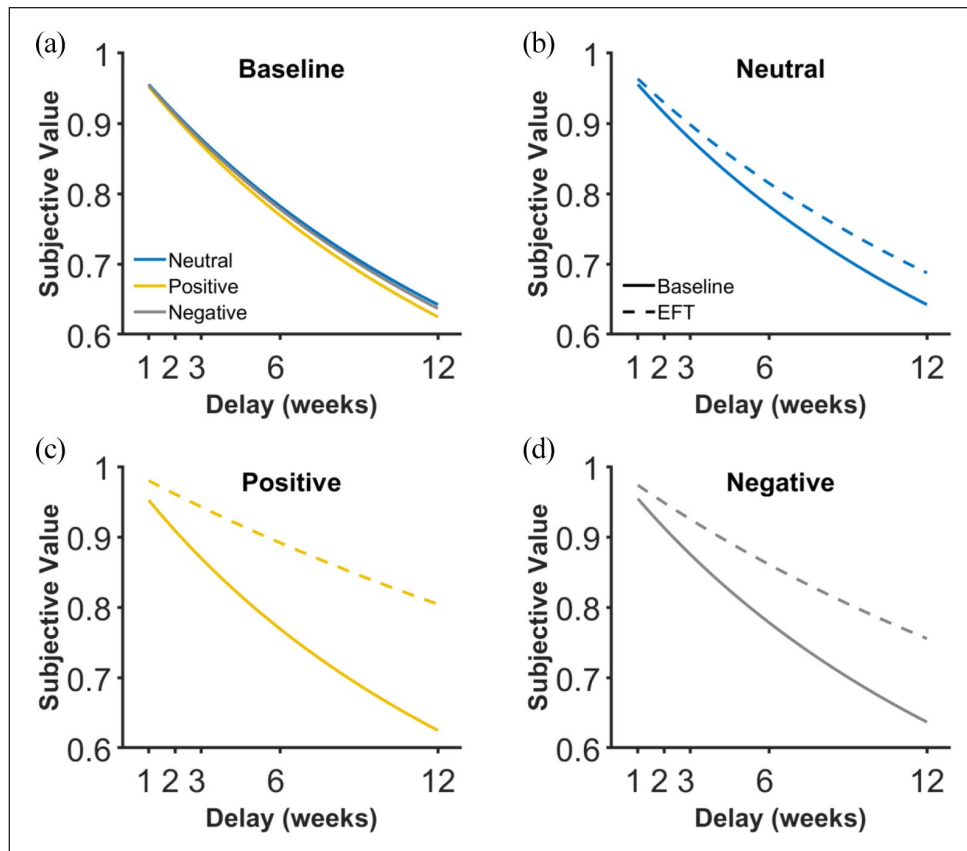 (a)
Baseline
1
0.9
0.8
0.7
0.6
Subjective Value
Neutral
Positive
Negative
1 2 3 6 12
Delay (weeks)
(b)
Neutral
1
0.9
0.8
0.7
0.6
Subjective Value
Baseline
EFT
1 2 3 6 12
Delay (weeks)
(c)
Positive
1
0.9
0.8
0.7
0.6
Subjective Value
1 2 3 6 12
Delay (weeks)
(d)
Negative
1
0.9
0.8
0.7
0.6
Subjective Value
1 2 3 6 12
Delay (weeks)